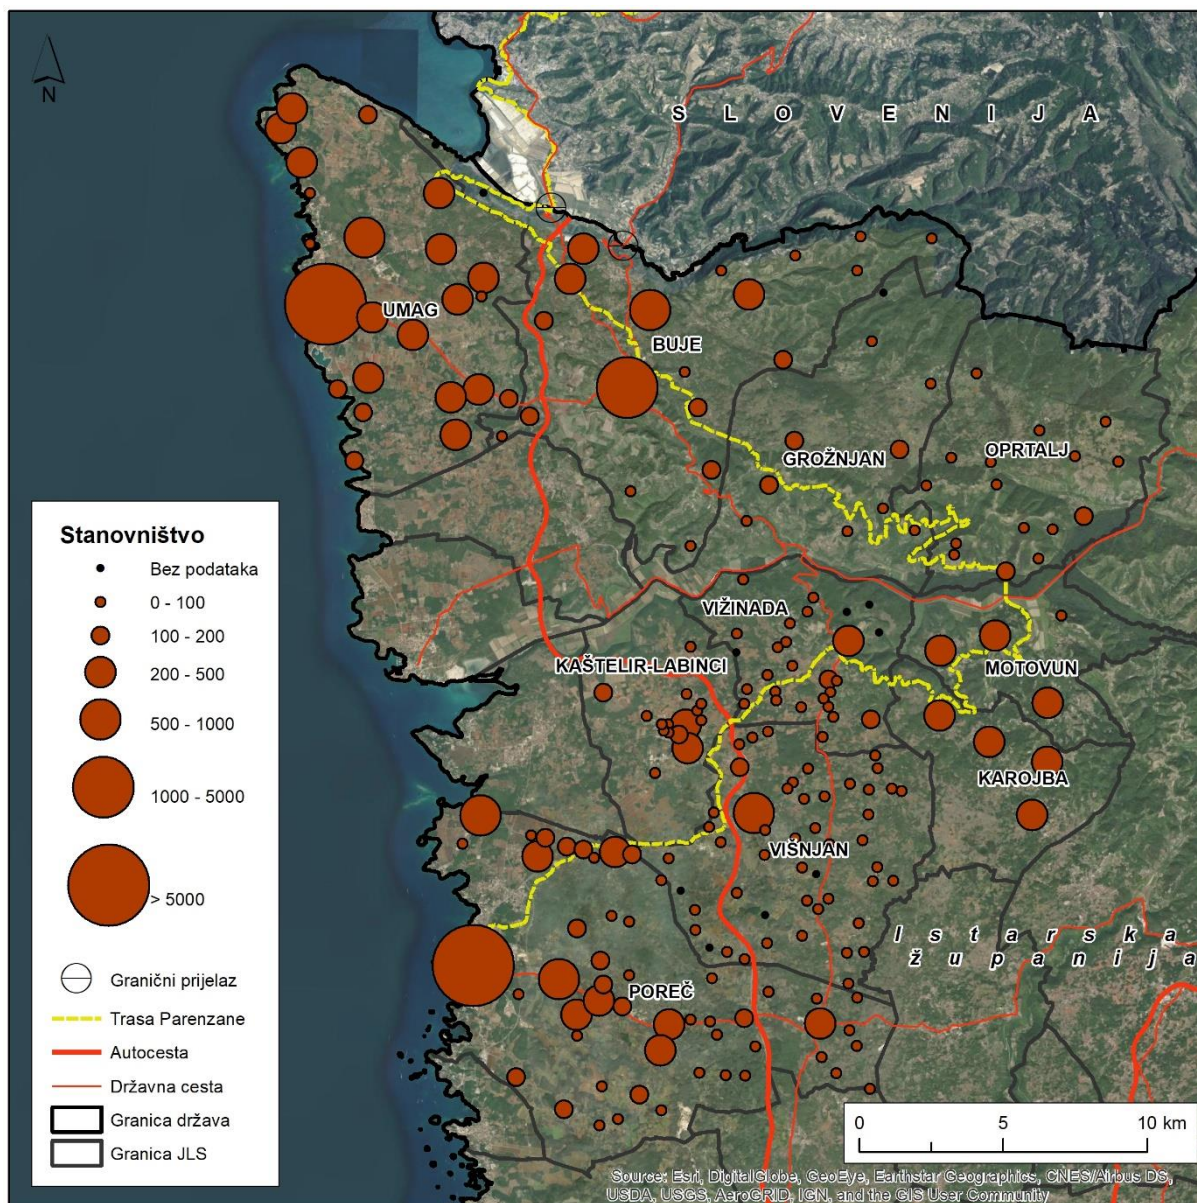 N
S L O V E N I J A
UMAG
BUJE
GROŽNJAN
OPRTALJ
VIŽINADA
KAŠTELIR-LABINCI
MOTOVUN
KAROJBA
VIŠNJAN
Istarska
županija
POREČ
Stanovništvo
Bez podataka
0 - 100
100 - 200
200 - 500
500 - 1000
1000 - 5000
> 5000
Granični prijelaz
Trasa Parenzane
Autocesta
Državna cesta
Granica država
Granica JLS
0 5 10 km
Source: Esri, DigitalGlobe, GeoEye, Earthstar Geographics, CNES/Airbus DS,
USDA, USGS, AeroGRID, IGN, and the GIS User Community